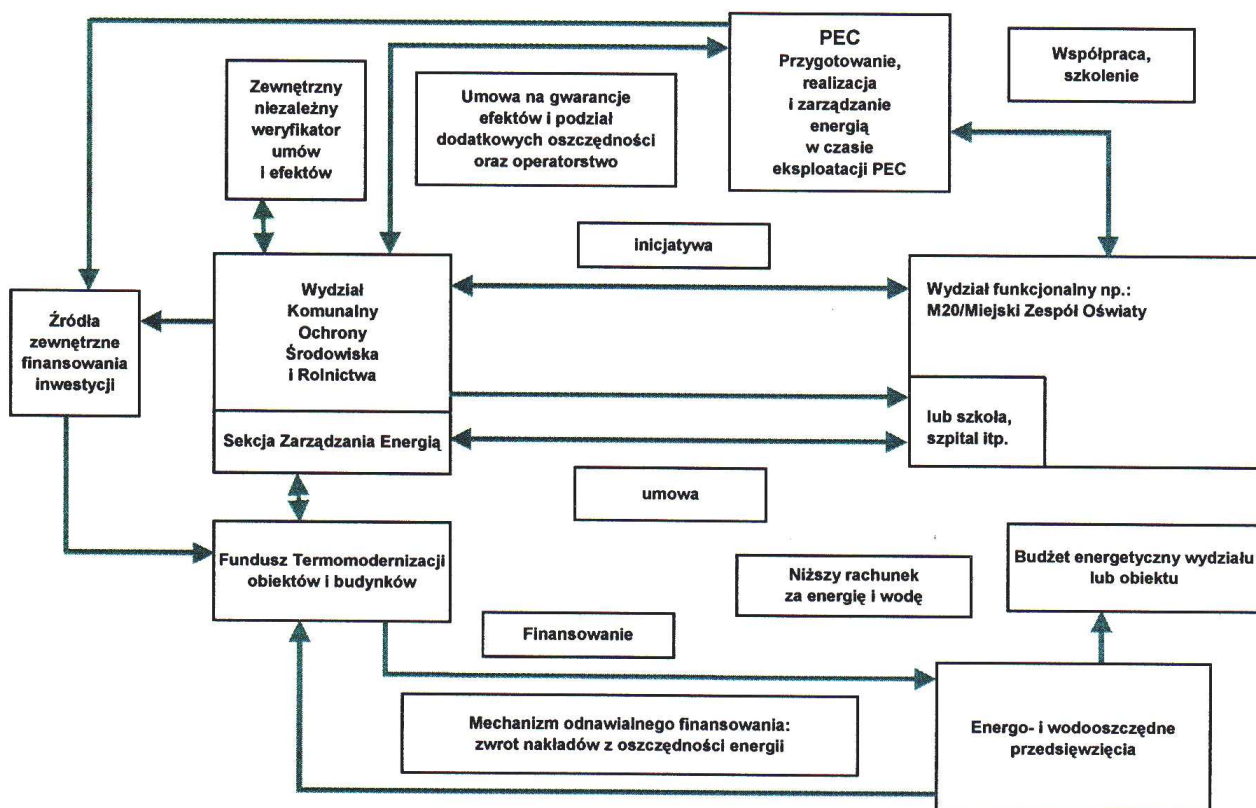 PEC
Przygotowanie,
realizacja
i zarządzanie
energią
w czasie
eksploatacji PEC
Współpraca,
szkolenie
Zewnętrzny
niezależny
weryfikator
umów
i efektów
Umowa na gwarancje
efektów i podział
dodatkowych oszczędności
oraz operatorstwo
inicjatywa
Wydział
Komunalny
Ochrony
Środowiska
i Rolnictwa
Wydział funkcjonalny np.:
M20/Miejski Zespół Oświaty
Źródła
zewnętrzne
finansowania
inwestycji
lub szkoła,
szpital itp.
Sekcja Zarządzania Energią
umowa
Fundusz Termomodernizacji
obiektów i budynków
Niższy rachunek
za energię i wodę
Budżet energetyczny wydziału
lub obiektu
Finansowanie
Mechanizm odnawialnego finansowania:
zwrot nakładów z oszczędności energii
Energo- i wodooszczędne
przedsięwzięcia